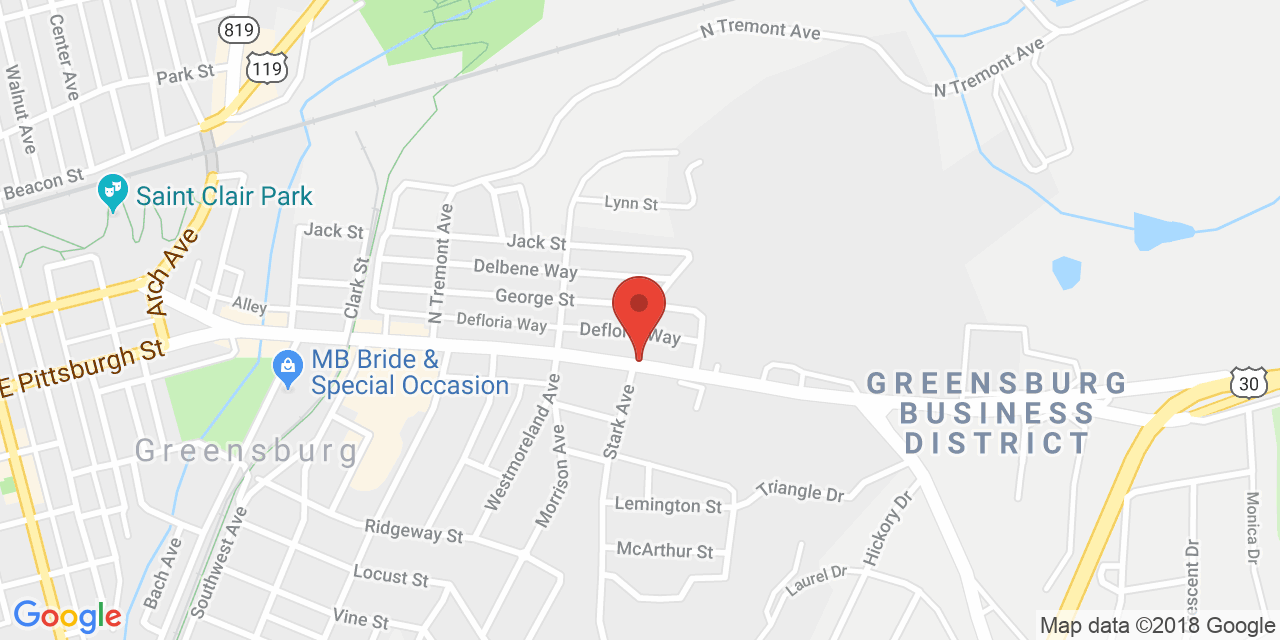 819
119
Center Ave
Park St
Walnut Ave
Beacon St
N Tremont Ave
N Tremont Ave
Saint Clair Park
Arch Ave
Jack St
Clark St
N Tremont Ave
Lynn St
Jack St
Delbene Way
George St
Defloria Way
Alley
E Pittsburgh St
MB Bride &
Special Occasion
Greensburg
Westmoreland Ave
Morrison Ave
Stark Ave
GREENSBURG
BUSINESS
DISTRICT
30
Lemington St
Triangle Dr
Hickory Dr
McArthur St
Laurel Dr
Ridgeway St
Locust St
Vine St
Bach Ave
Southwest Ave
Monica Dr
escent Dr
Google
Map data ©2018 Google